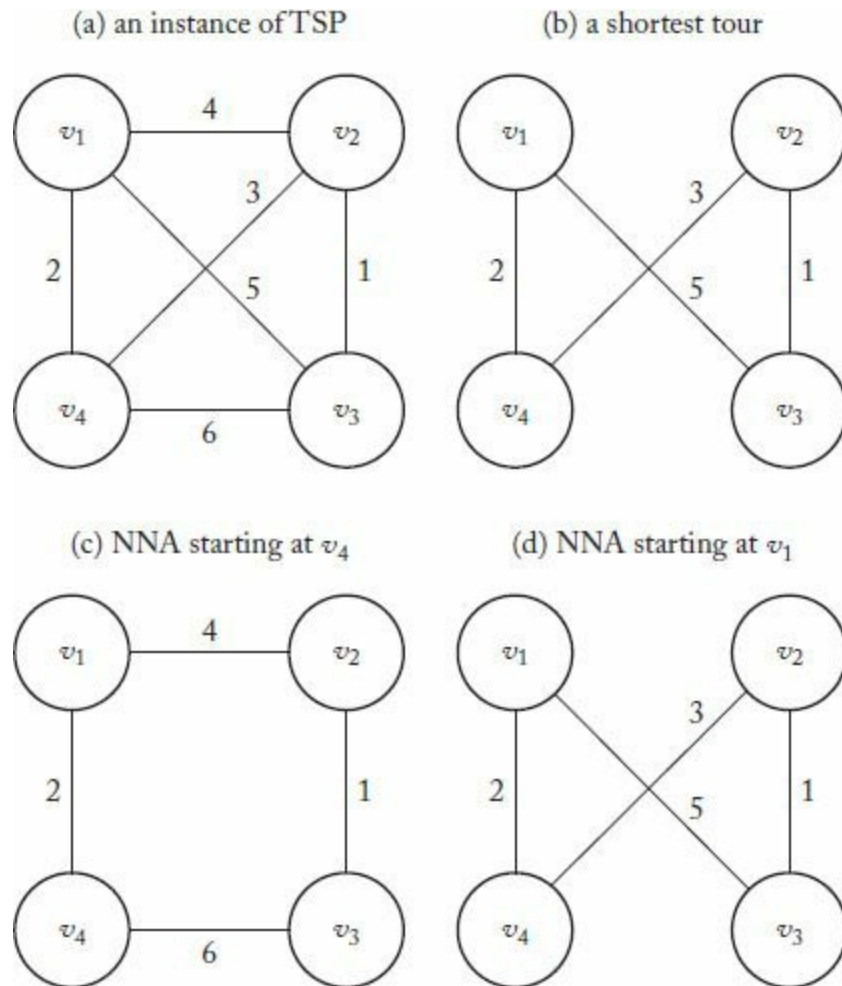 (a) an instance of TSP (b) a shortest tour
v₁ 4 v₂ v₁ v₂
3 3
2 1 2 1
5 5
v₄ v₃ v₄ v₃
6
(c) NNA starting at v₄ (d) NNA starting at v₁
v₁ 4 v₂ v₁ v₂
3
2 1 2 1
5
v₄ v₃ v₄ v₃
6